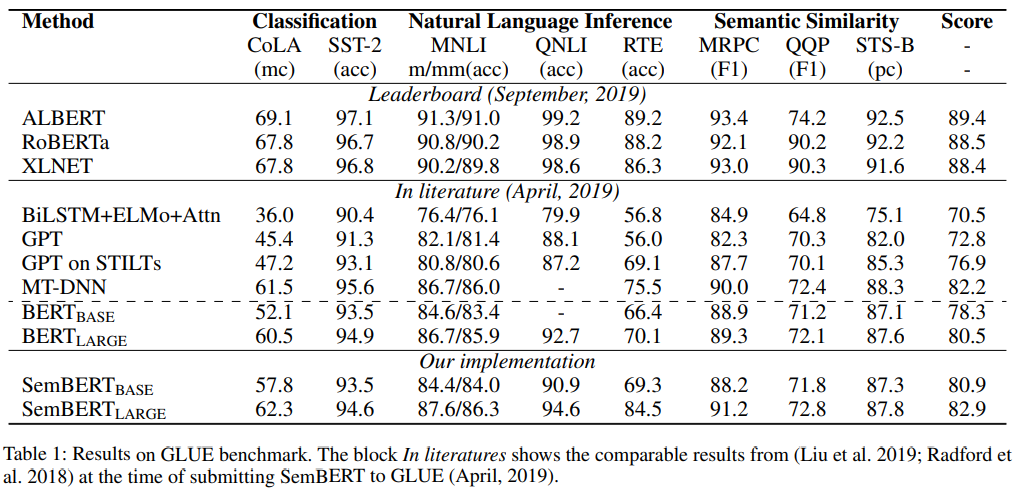 Method Classification Natural Language Inference Semantic Similarity Score
CoLA SST-2 MNLI QNLI RTE MRPC QQP STS-B -
(mc) (acc) m/mm(acc) (acc) (acc) (F1) (F1) (pc) -
Leaderboard (September, 2019)
ALBERT 69.1 97.1 91.3/91.0 99.2 89.2 93.4 74.2 92.5 89.4
RoBERTa 67.8 96.7 90.8/90.2 98.9 88.2 92.1 90.2 92.2 88.5
XLNET 67.8 96.8 90.2/89.8 98.6 86.3 93.0 90.3 91.6 88.4
In literature (April, 2019)
BiLSTM+ELMo+Attn 36.0 90.4 76.4/76.1 79.9 56.8 84.9 64.8 75.1 70.5
GPT 45.4 91.3 82.1/81.4 88.1 56.0 82.3 70.3 82.0 72.8
GPT on STILTs 47.2 93.1 80.8/80.6 87.2 69.1 87.7 70.1 85.3 76.9
MT-DNN 61.5 95.6 86.7/86.0 - 75.5 90.0 72.4 88.3 82.2
BERTBASE 52.1 93.5 84.6/83.4 - 66.4 88.9 71.2 87.1 78.3
BERTLARGE 60.5 94.9 86.7/85.9 92.7 70.1 89.3 72.1 87.6 80.5
Our implementation
SemBERTBASE 57.8 93.5 84.4/84.0 90.9 69.3 88.2 71.8 87.3 80.9
SemBERTLARGE 62.3 94.6 87.6/86.3 94.6 84.5 91.2 72.8 87.8 82.9
Table 1: Results on GLUE benchmark. The block In literatures shows the comparable results from (Liu et al. 2019; Radford et
al. 2018) at the time of submitting SemBERT to GLUE (April, 2019).